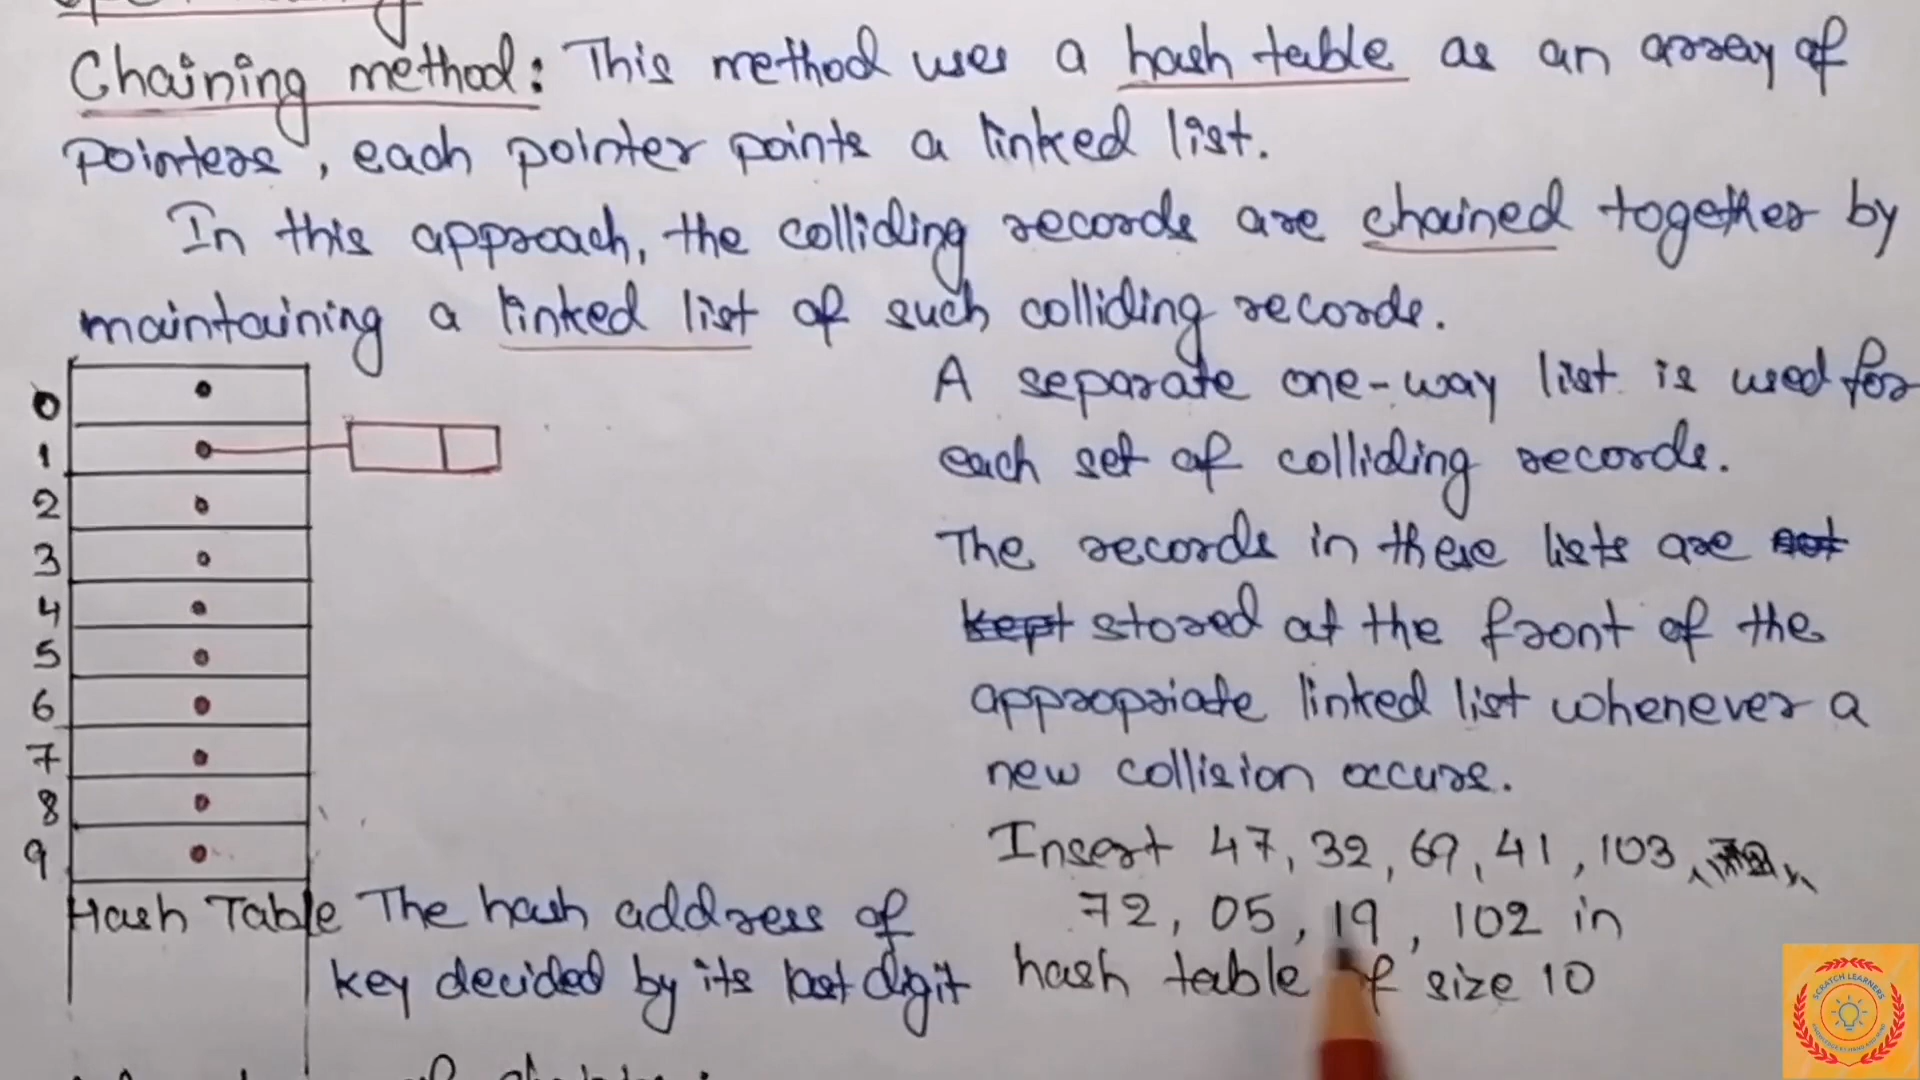 Chaining method: This method uses a hash table as an array of
pointers, each pointer points a linked list.
In this approach, the colliding records are chained together by
maintaining a linked list of such colliding records.
A separate one-way list is used for
each set of colliding records.
The records in these lists are not
kept stored at the front of the
appropriate linked list whenever a
new collision occurs.
Insert 47, 32, 69, 41, 103,
72, 05, 19, 102 in
hash table of size 10
0
1
2
3
4
5
6
7
8
9
Hash Table The hash address of
key decided by its last digit
SCRATCH LEARNERS